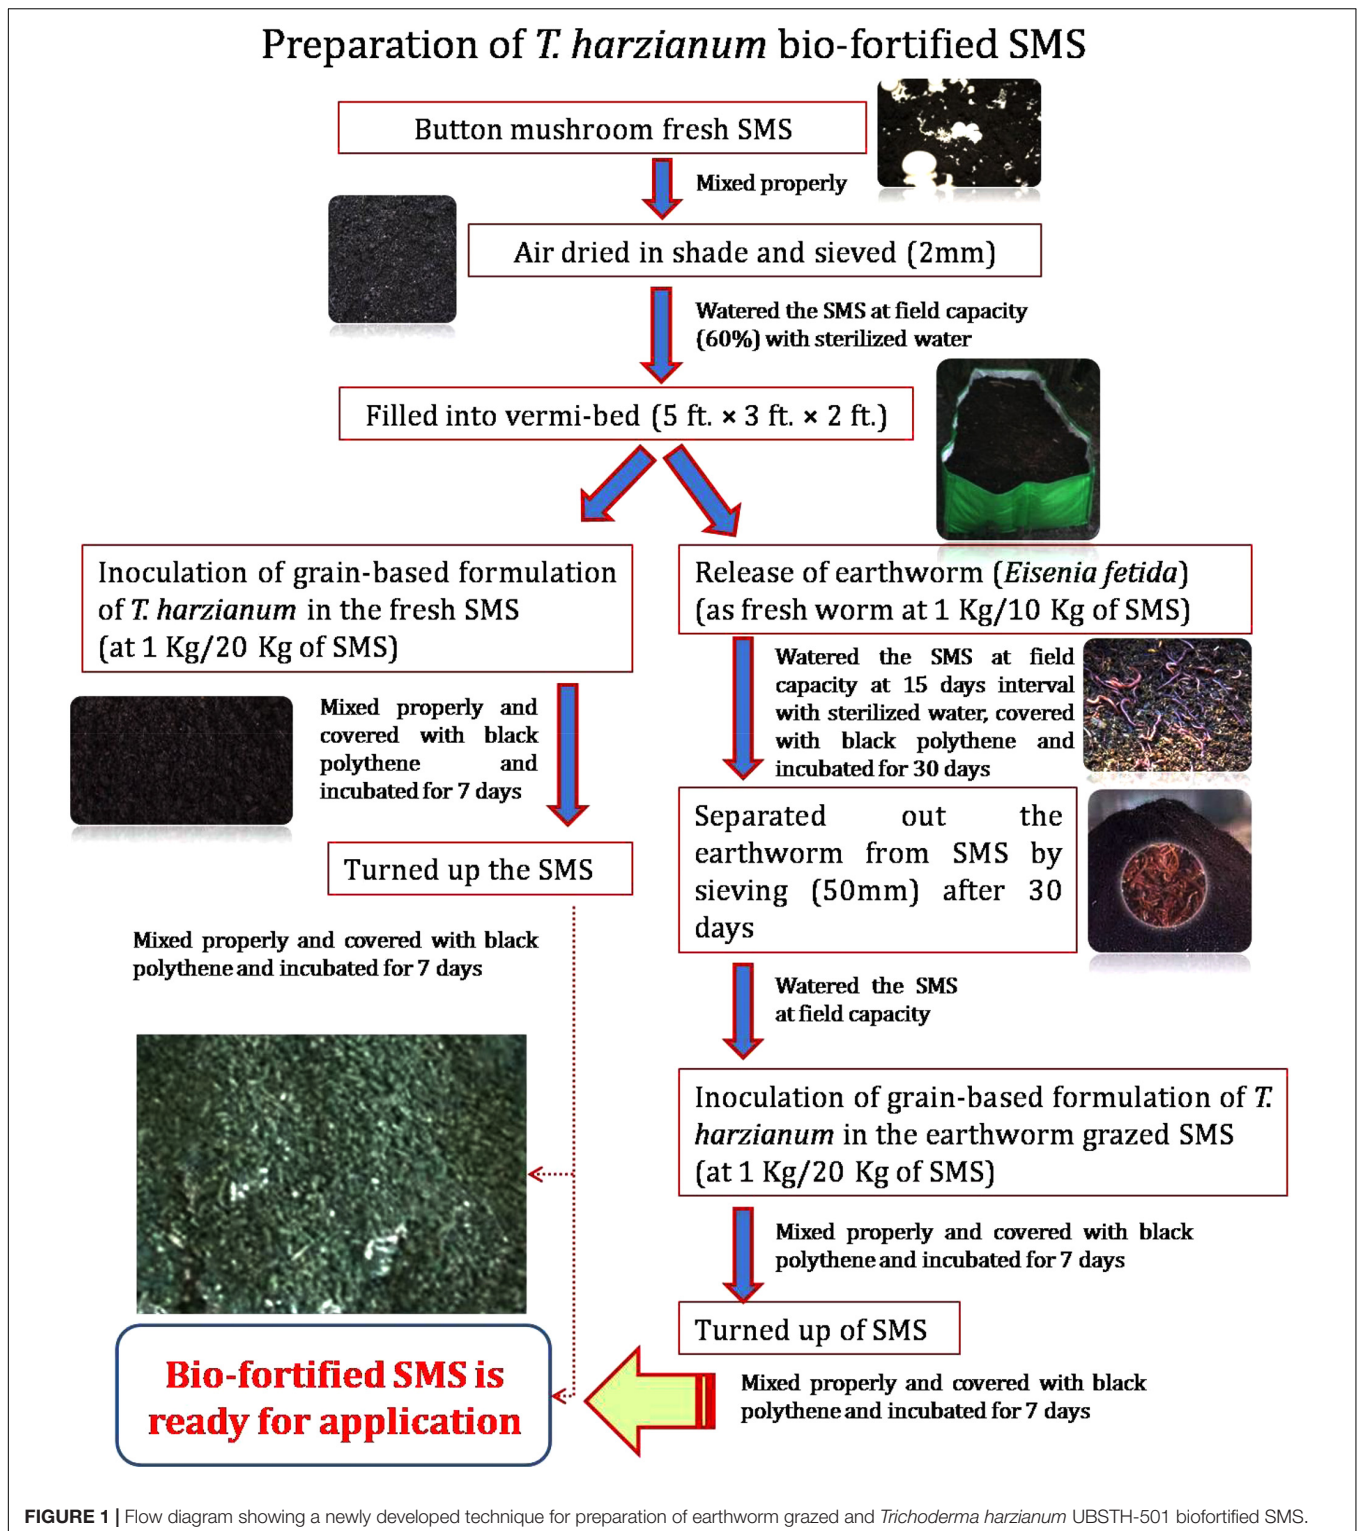 Preparation of T. harzianum bio-fortified SMS
Button mushroom fresh SMS
Mixed properly
Air dried in shade and sieved (2mm)
Watered the SMS at field capacity
(60%) with sterilized water
Filled into vermi-bed (5 ft. × 3 ft. × 2 ft.)
Inoculation of grain-based formulation
of T. harzianum in the fresh SMS
(at 1 Kg/20 Kg of SMS)
Mixed properly and
covered with black
polythene and
incubated for 7 days
Turned up the SMS
Mixed properly and covered with black
polythene and incubated for 7 days
Release of earthworm (Eisenia fetida)
(as fresh worm at 1 Kg/10 Kg of SMS)
Watered the SMS at field
capacity at 15 days interval
with sterilized water, covered
with black polythene and
incubated for 30 days
Separated out the
earthworm from SMS by
sieving (50mm) after 30
days
Watered the SMS
at field capacity
Inoculation of grain-based formulation of T.
harzianum in the earthworm grazed SMS
(at 1 Kg/20 Kg of SMS)
Mixed properly and covered with black
polythene and incubated for 7 days
Turned up of SMS
Mixed properly and covered with black
polythene and incubated for 7 days
Bio-fortified SMS is
ready for application
FIGURE 1 | Flow diagram showing a newly developed technique for preparation of earthworm grazed and Trichoderma harzianum UBSTH-501 biofortified SMS.